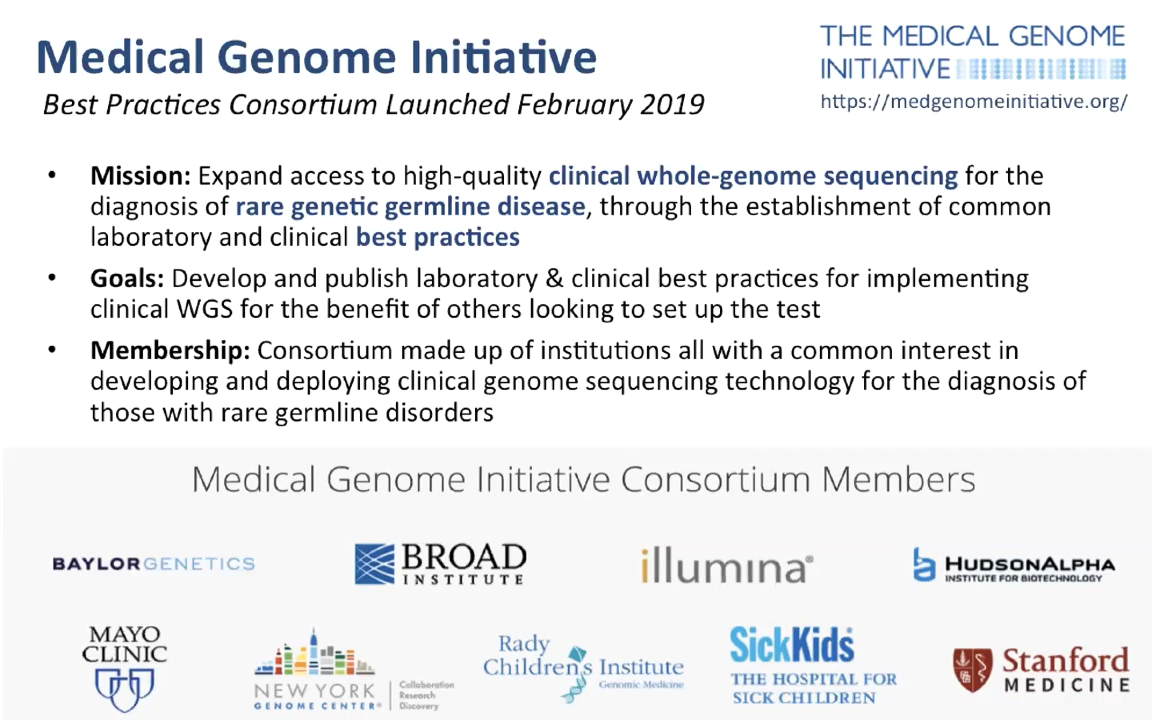 Medical Genome Initiative
Best Practices Consortium Launched February 2019
THE MEDICAL GENOME
INITIATIVE
https://medgenomeinitiative.org/
• Mission: Expand access to high-quality clinical whole-genome sequencing for the
diagnosis of rare genetic germline disease, through the establishment of common
laboratory and clinical best practices
• Goals: Develop and publish laboratory & clinical best practices for implementing
clinical WGS for the benefit of others looking to set up the test
• Membership: Consortium made up of institutions all with a common interest in
developing and deploying clinical genome sequencing technology for the diagnosis of
those with rare germline disorders
Medical Genome Initiative Consortium Members
BAYLORGENETICS
BROAD
INSTITUTE
illumına®
HUDSONALPHA
INSTITUTE FOR BIOTECHNOLOGY
MAYO
CLINIC
NEW YORK
GENOME CENTER®
Collaboration
Research
Discovery
Rady
Children's Institute
Genomic Medicine
SickKids®
THE HOSPITAL FOR
SICK CHILDREN
Stanford
MEDICINE